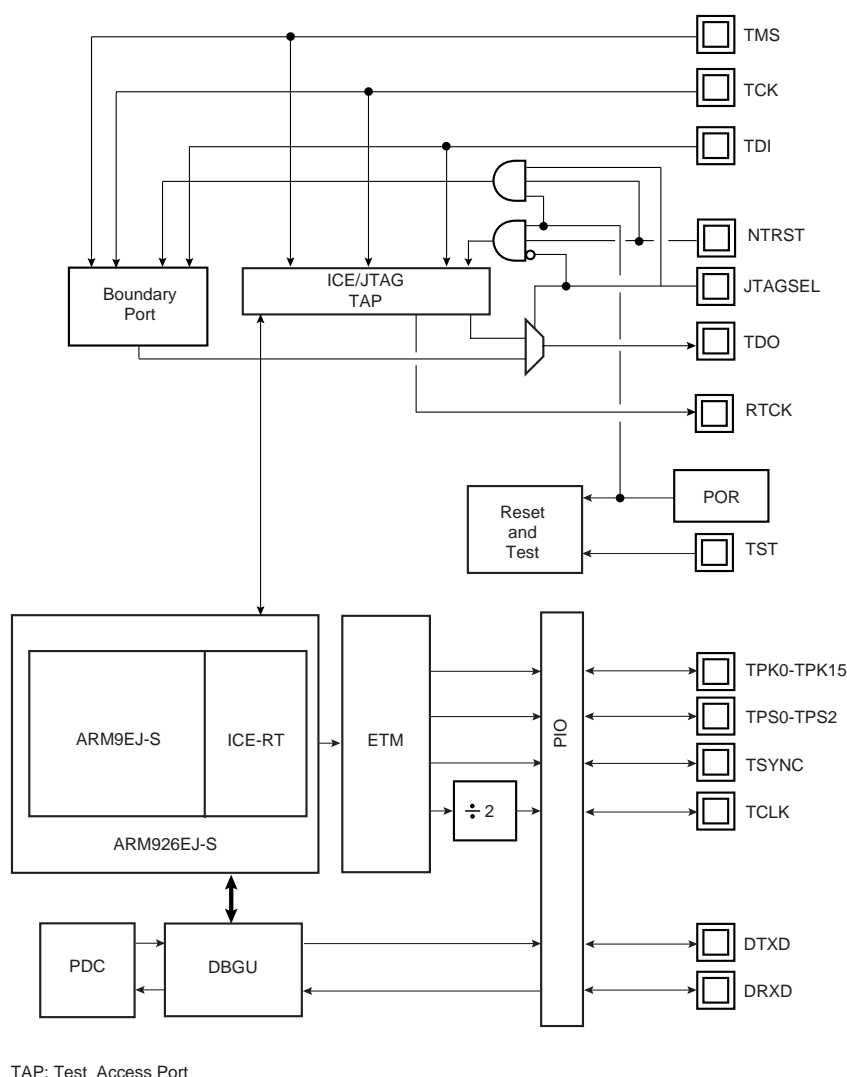 TMS
TCK
TDI
NTRST
JTAGSEL
Boundary
Port
ICE/JTAG
TAP
TDO
RTCK
POR
Reset
and
Test
TST
ARM9EJ-S
ICE-RT
ARM926EJ-S
ETM
÷ 2
PIO
TPK0-TPK15
TPS0-TPS2
TSYNC
TCLK
PDC
DBGU
DTXD
DRXD
TAP: Test Access Port